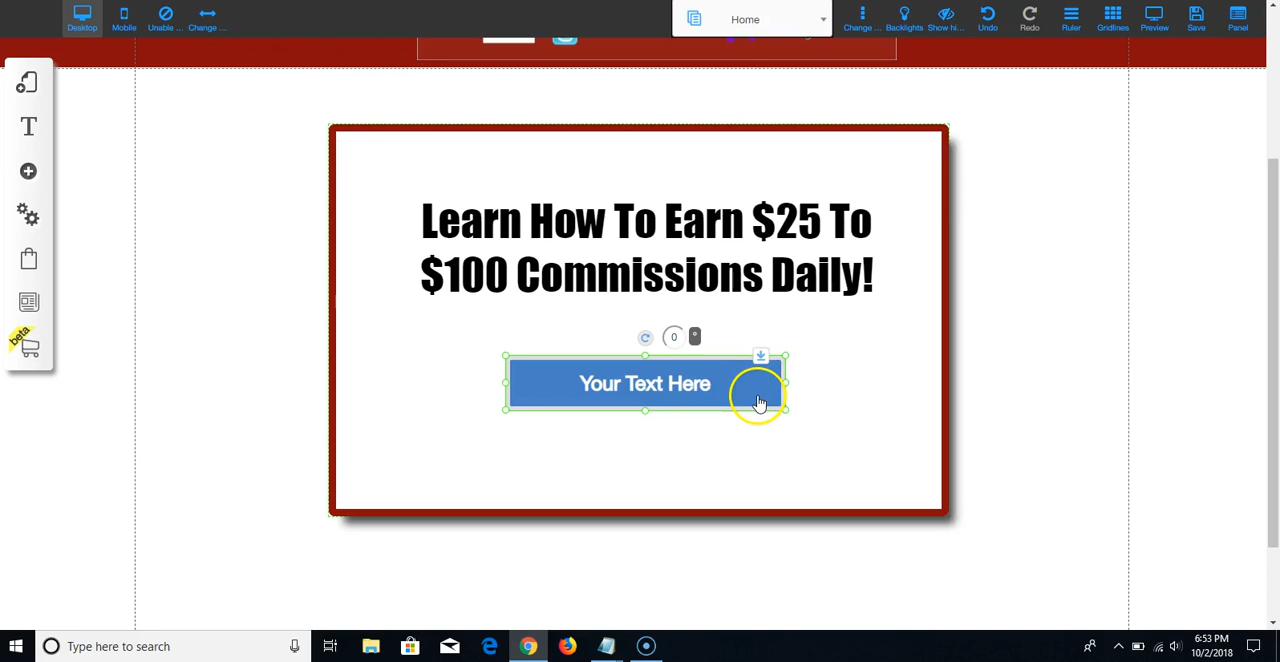 Desktop
Mobile
Unable ...
Change ...
Home
Change ...
Backlights
Show hi...
Undo
Redo
Ruler
Gridlines
Preview
Save
Panel
beta
Learn How To Earn $25 To
$100 Commissions Daily!
0
Your Text Here
Type here to search
6:53 PM
10/2/2018